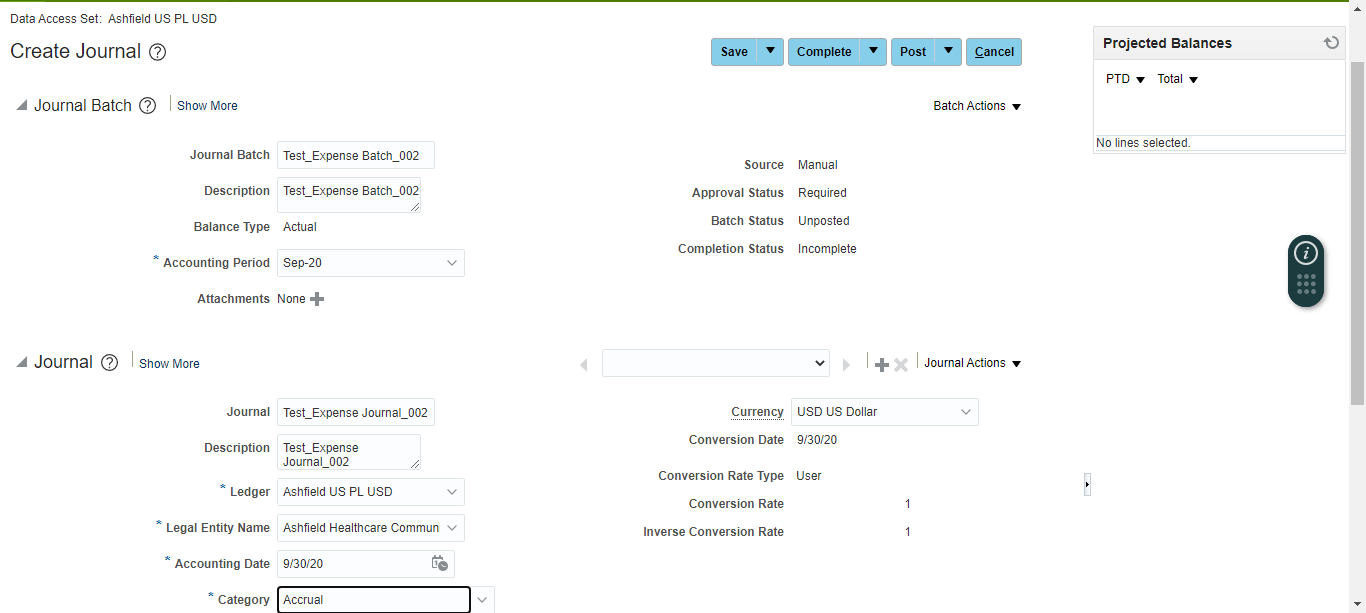 Data Access Set: Ashfield US PL USD
Create Journal ?
Save Complete Post Cancel
Projected Balances
PTD Total
No lines selected.
Journal Batch ? Show More
Batch Actions
Journal Batch Test_Expense Batch_002
Description Test_Expense Batch_002
Balance Type Actual
* Accounting Period Sep-20
Attachments None
Source Manual
Approval Status Required
Batch Status Unposted
Completion Status Incomplete
i
Journal ? Show More
Journal Actions
Journal Test_Expense Journal_002
Description Test_Expense
Journal_002
* Ledger Ashfield US PL USD
* Legal Entity Name Ashfield Healthcare Commun
* Accounting Date 9/30/20
* Category Accrual
Currency USD US Dollar
Conversion Date 9/30/20
Conversion Rate Type User
Conversion Rate 1
Inverse Conversion Rate 1